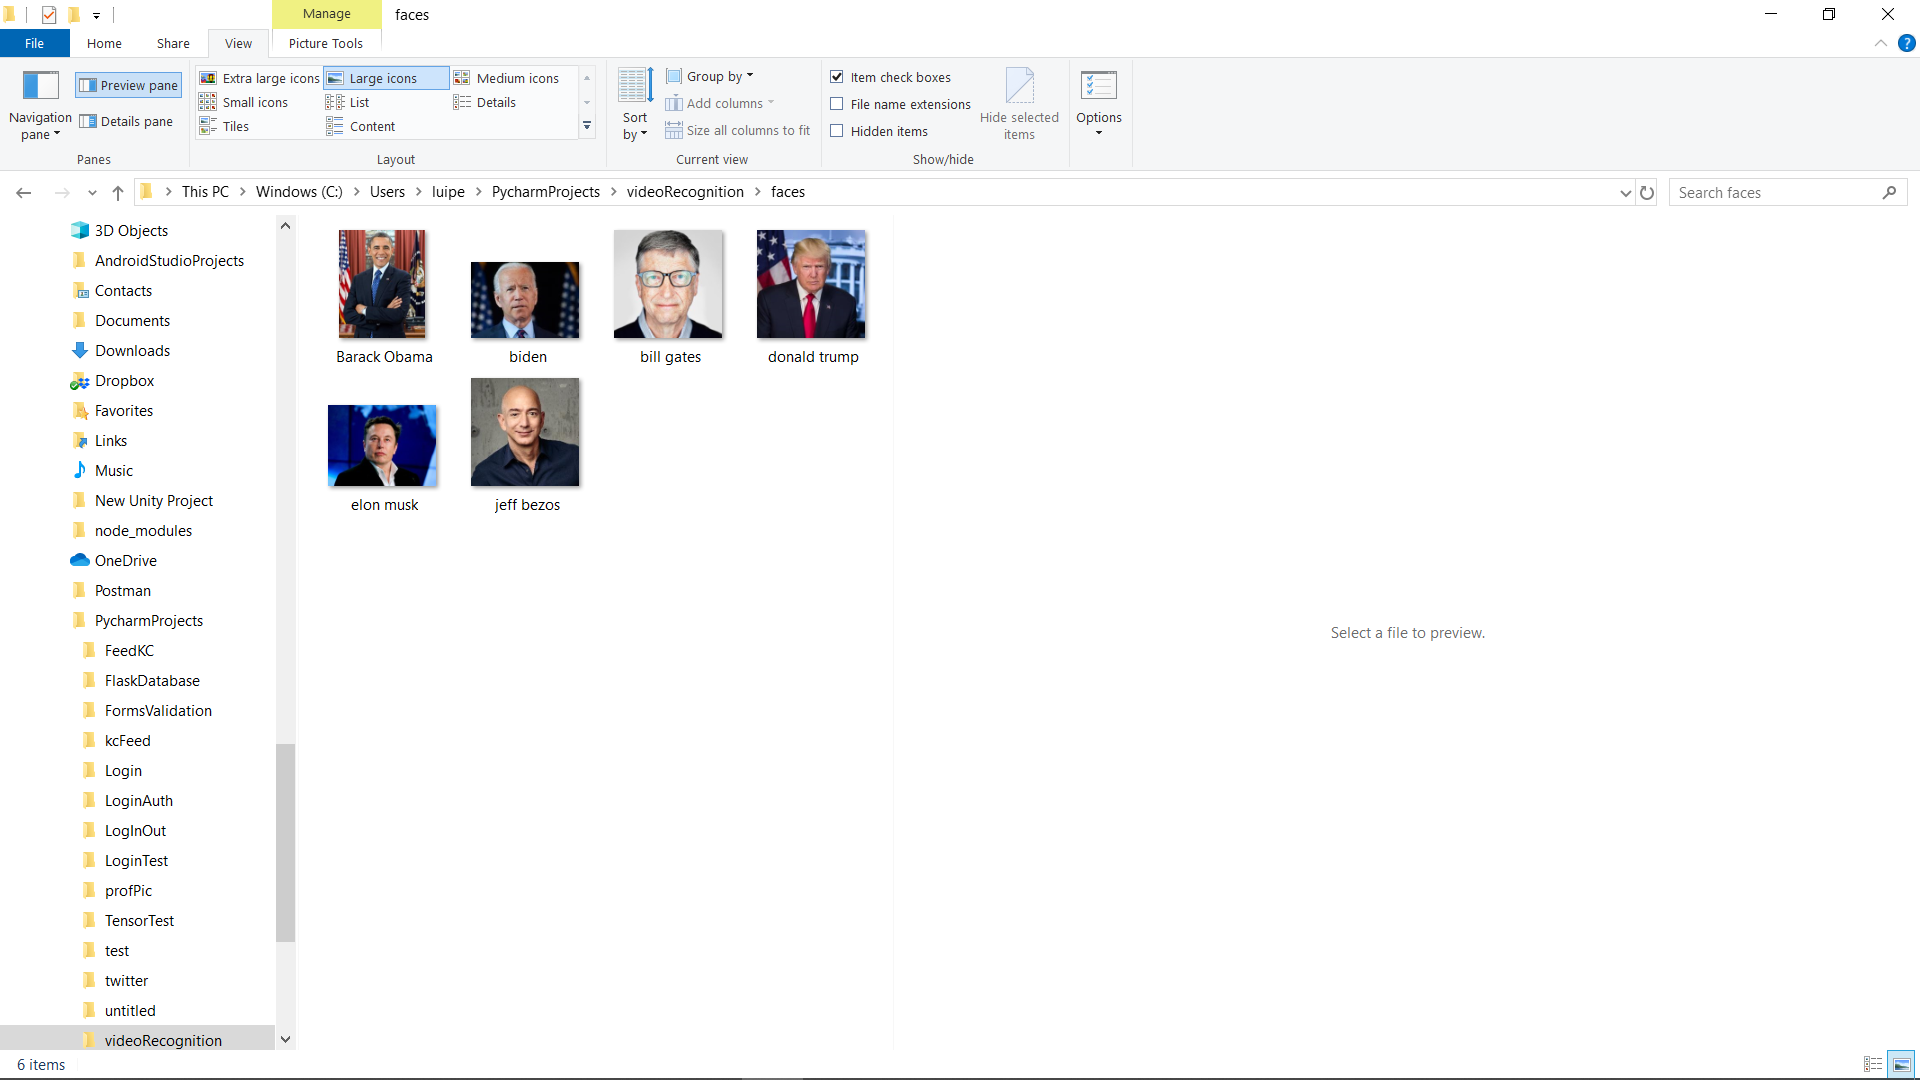 Manage
faces
File
Home
Share
View
Picture Tools
Navigation pane
Preview pane
Details pane
Panes
Extra large icons
Large icons
Medium icons
Small icons
List
Details
Tiles
Content
Layout
Sort by
Group by
Add columns
Size all columns to fit
Current view
Item check boxes
File name extensions
Hidden items
Hide selected items
Show/hide
Options
This PC > Windows (C:) > Users > luipe > PycharmProjects > videoRecognition > faces
Search faces
3D Objects
AndroidStudioProjects
Contacts
Documents
Downloads
Dropbox
Favorites
Links
Music
New Unity Project
node_modules
OneDrive
Postman
PycharmProjects
FeedKC
FlaskDatabase
FormsValidation
kcFeed
Login
LoginAuth
LogInOut
LoginTest
profPic
TensorTest
test
twitter
untitled
videoRecognition
Barack Obama
biden
bill gates
donald trump
elon musk
jeff bezos
Select a file to preview.
6 items